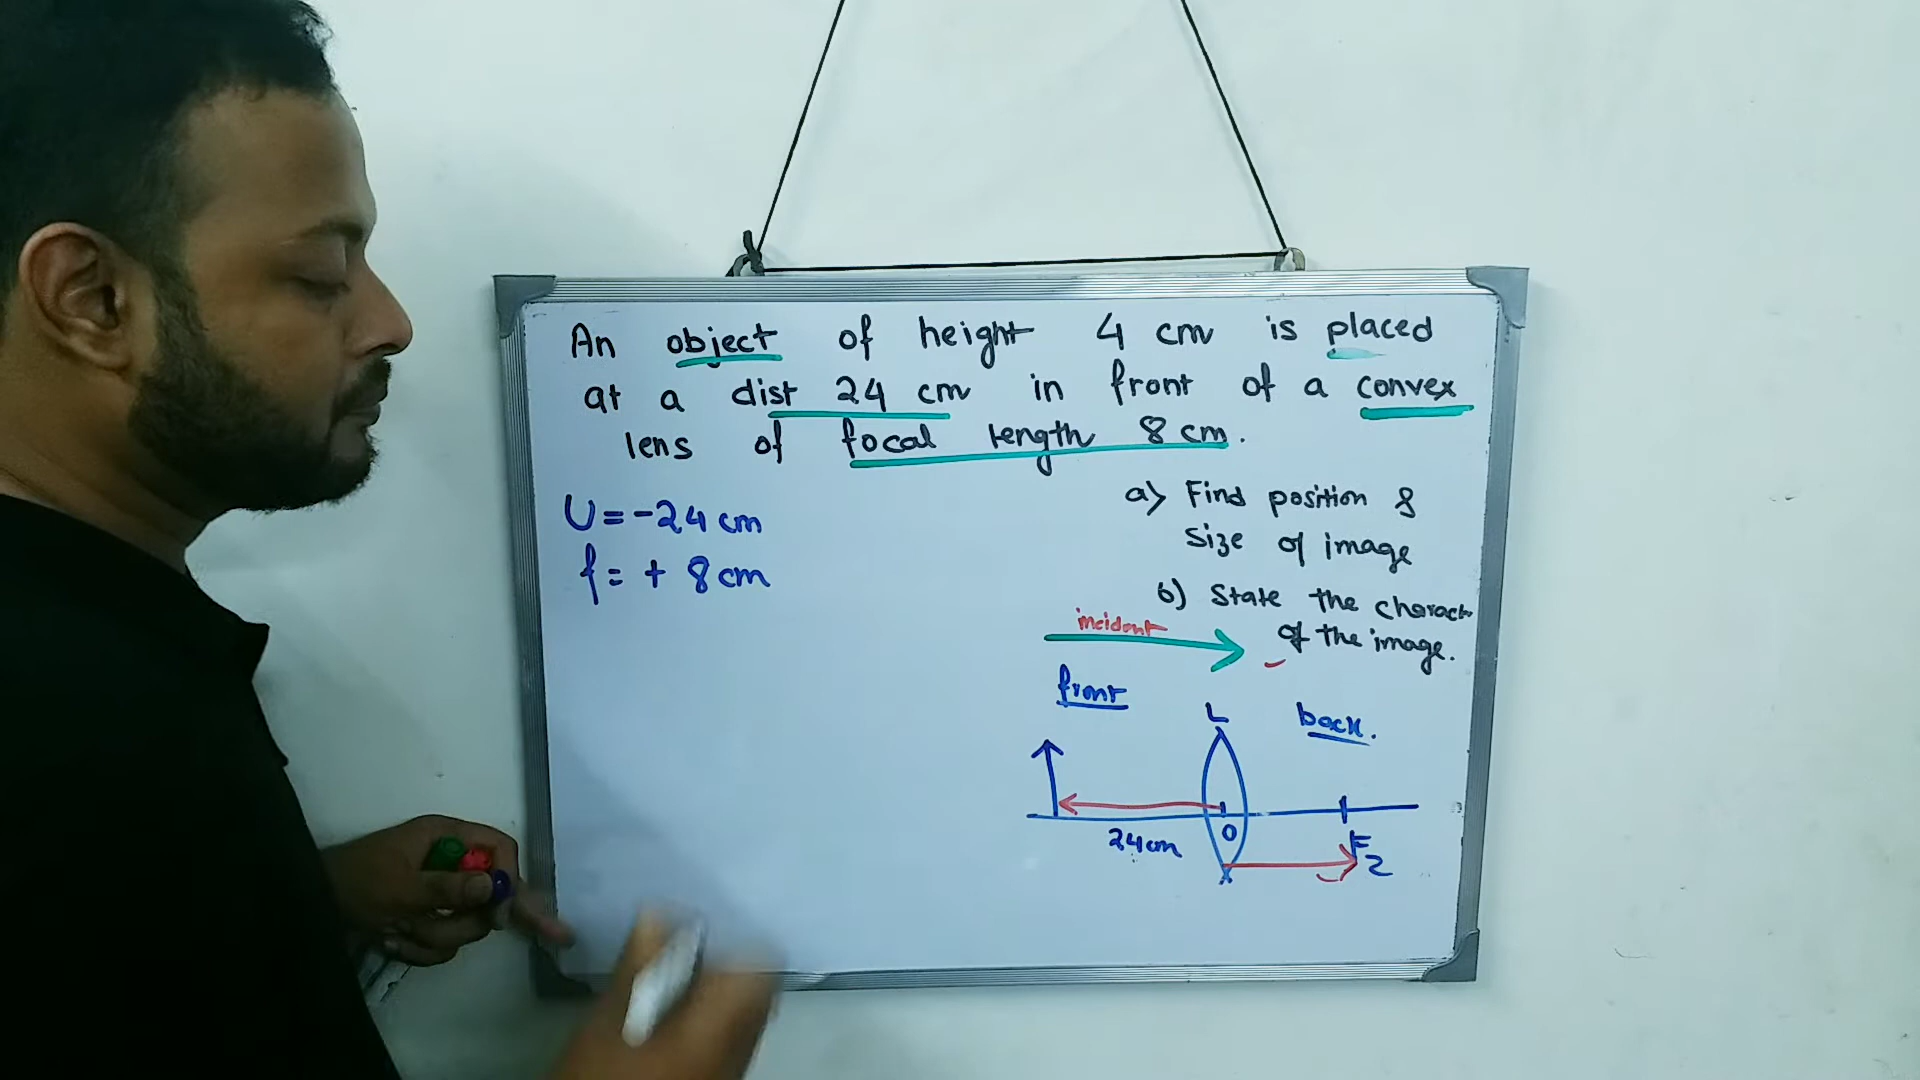 An object of height 4 cm is placed
at a dist 24 cm in front of a convex
lens of focal length 8 cm.
U = -24 cm
f = + 8 cm
a) Find position &
size of image
b) State the charact
of the image.
incident
front
L
back.
24cm
O
F2